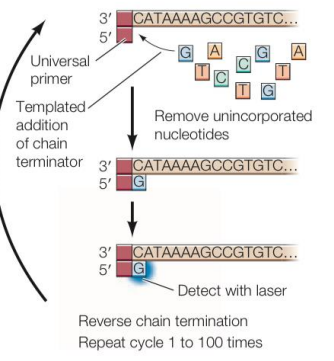 3′ CATAAAAGCCGTGTC...
5′
Universal
primer
G A G A
T C C T
T G
Templated
addition
of chain
terminator
Remove unincorporated
nucleotides
3′ CATAAAAGCCGTGTC...
5′ G
3′ CATAAAAGCCGTGTC...
5′ G
Detect with laser
Reverse chain termination
Repeat cycle 1 to 100 times